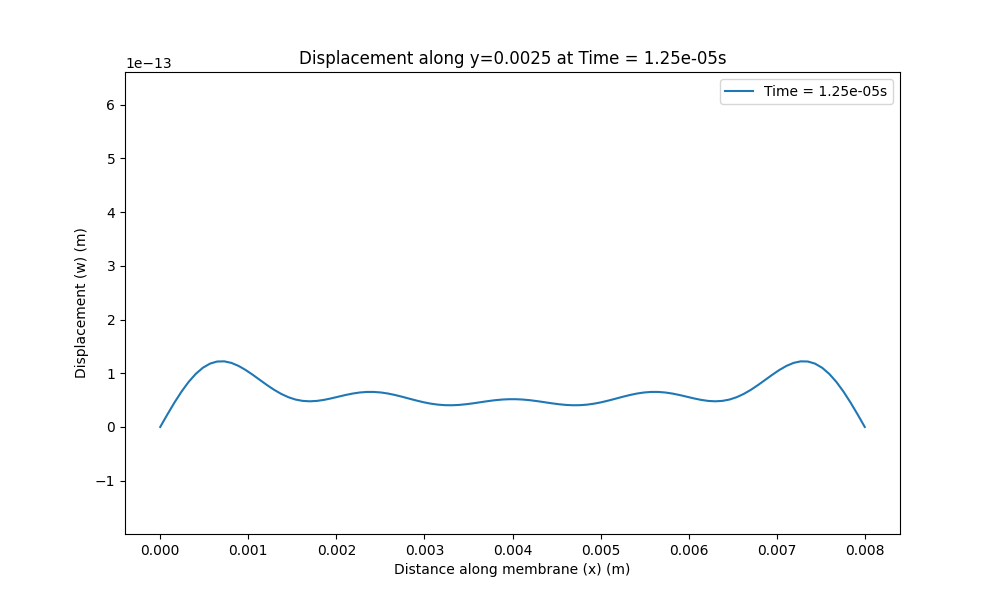 Displacement along y=0.0025 at Time = 1.25e-05s
1e−13
Time = 1.25e-05s
6
5
4
3
2
1
0
−1
Displacement (w) (m)
0.000 0.001 0.002 0.003 0.004 0.005 0.006 0.007 0.008
Distance along membrane (x) (m)